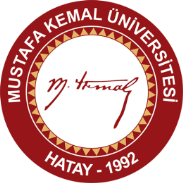 MUSTAFA KEMAL ÜNİVERSİTESİ
M. Kemal
HATAY - 1992